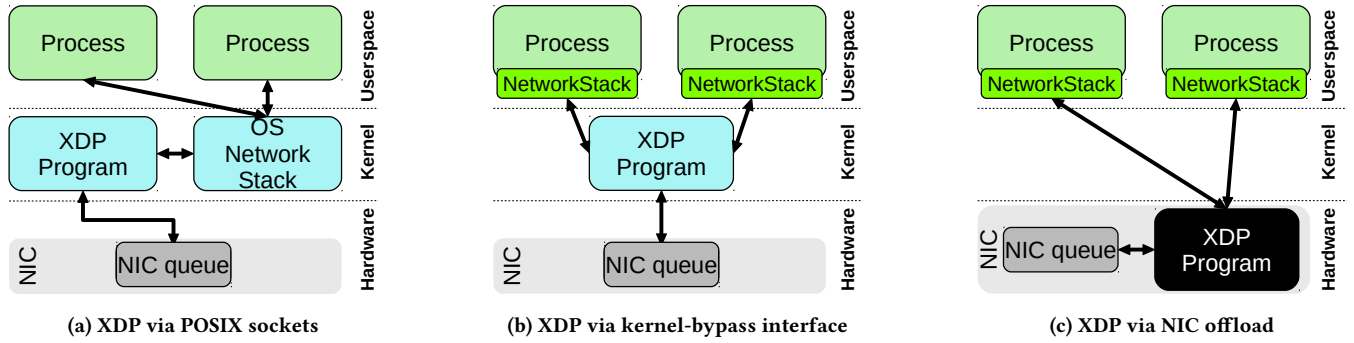 Process
Process
Userspace
XDP
Program
OS
Network
Stack
Kernel
NIC
NIC queue
Hardware
(a) XDP via POSIX sockets
Process
Process
NetworkStack
NetworkStack
Userspace
XDP
Program
Kernel
NIC
NIC queue
Hardware
(b) XDP via kernel-bypass interface
Process
Process
NetworkStack
NetworkStack
Userspace
Kernel
NIC
NIC queue
XDP
Program
Hardware
(c) XDP via NIC offload